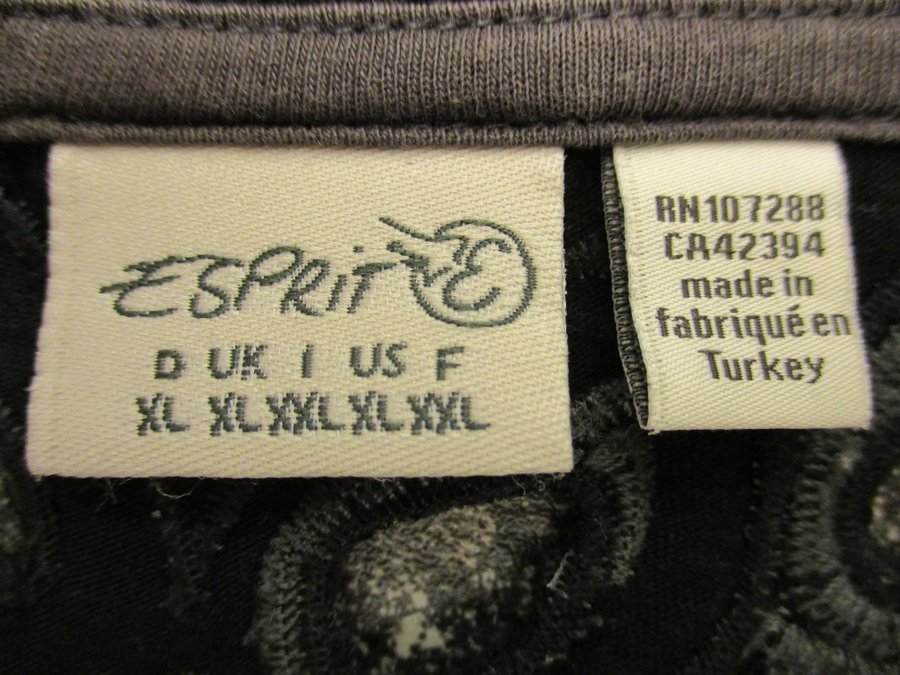 ESPRiT E
D UK I US F
XL XL XXL XL XXL
RN107288
CA42394
made in
fabriqué en
Turkey